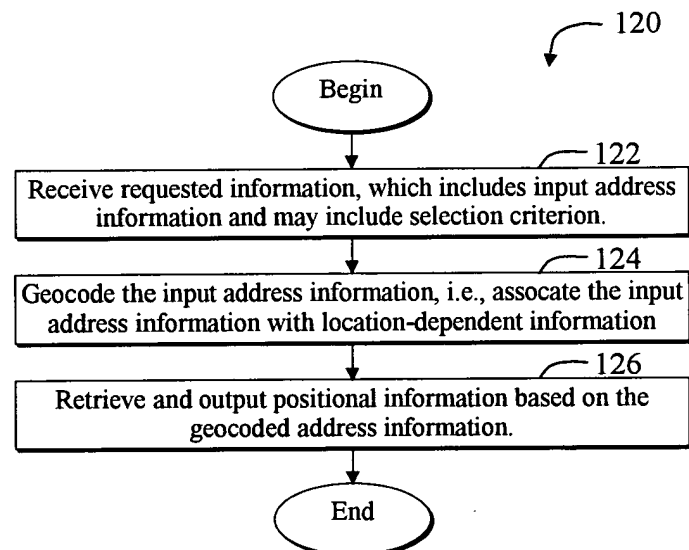 120
Begin
122
Receive requested information, which includes input address
information and may include selection criterion.
124
Geocode the input address information, i.e., assocate the input
address information with location-dependent information
126
Retrieve and output positional information based on the
geocoded address information.
End